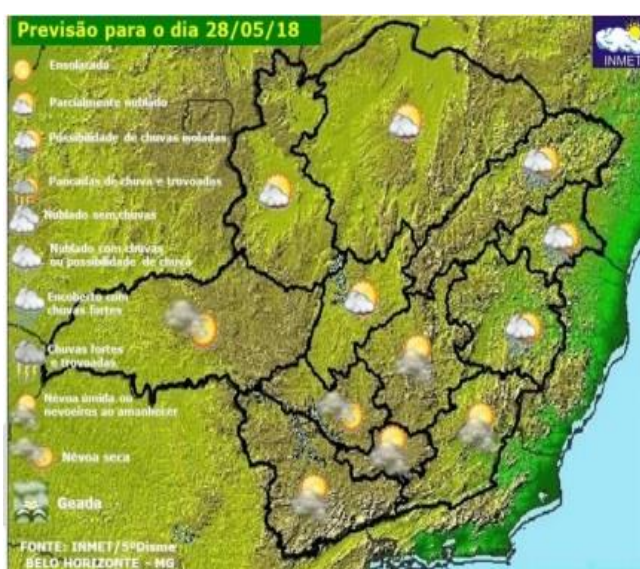 Previsão para o dia 28/05/18
INMET
Ensolarado
Parcialmente nublado
Possibilidade de chuvas isoladas
Pancadas de chuva e trovoadas
Nublado sem chuvas
Nublado com chuvas
ou possibilidade de chuva
Encoberto com
chuvas fortes
Chuvas fortes
e trovoadas
Névoa úmida ou
nevoeiros ao amanhecer
Névoa seca
Geada
FONTE: INMET/5ºDisme
BELO HORIZONTE - MG